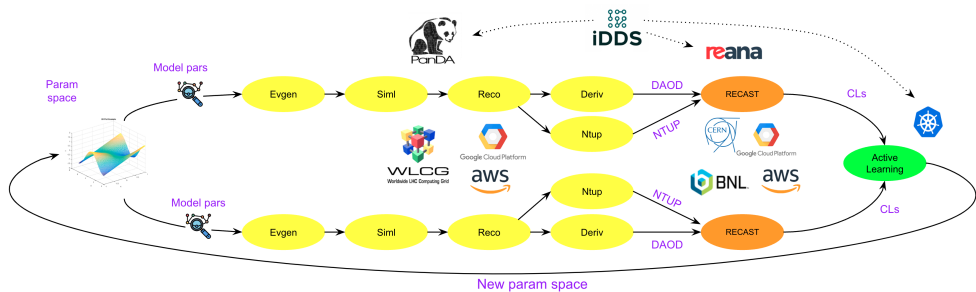 iDDS
PanDA
reana
Model pars
Param
space
Evgen
Siml
Reco
Deriv
DAOD
RECAST
CLs
Ntup
NTUP
WLCG
Worldwide LHC Computing Grid
Google Cloud Platform
aws
CERN
Google Cloud Platform
Active
Learning
BNL
aws
Ntup
NTUP
Model pars
Evgen
Siml
Reco
Deriv
DAOD
RECAST
CLs
New param space